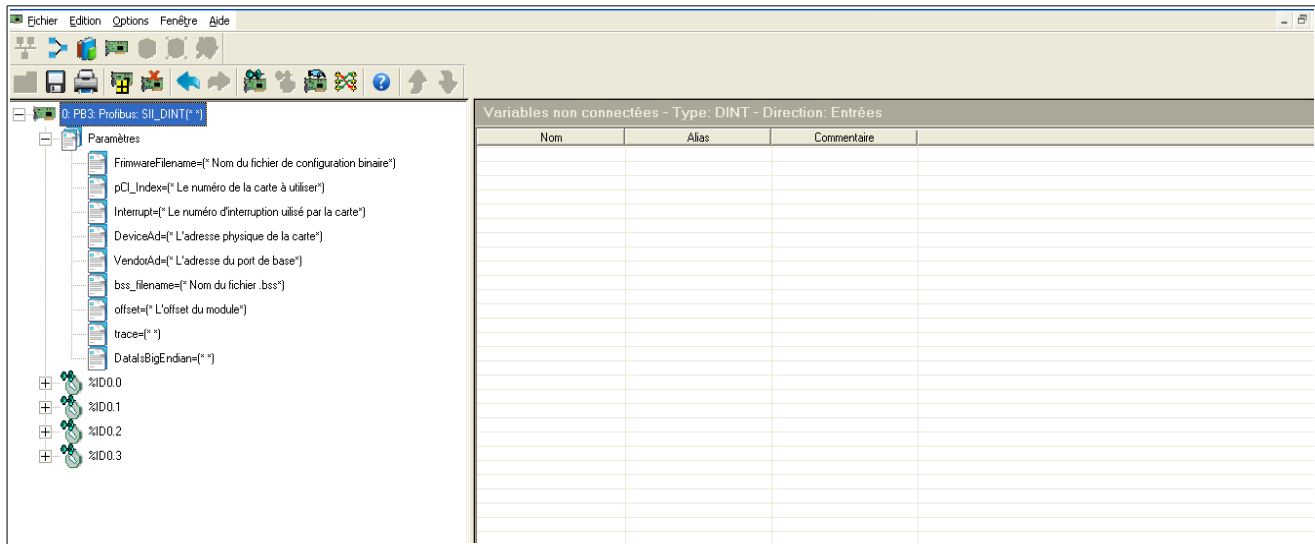 Fichier Edition Options Fenêtre Aide
0: PB3: Profibus: SII_DINT(* *)
Paramètres
FrimwareFilename=(* Nom du fichier de configuration binaire*)
pCI_Index=(* Le numéro de la carte à utiliser*)
Interrupt=(* Le numéro d'interruption uilisé par la carte*)
DeviceAd=(* L'adresse physique de la carte*)
VendorAd=(* L'adresse du port de base*)
bss_filename=(* Nom du fichier .bss*)
offset=(* L'offset du module*)
trace=(* *)
DataIsBigEndian=(* *)
%ID0.0
%ID0.1
%ID0.2
%ID0.3
Variables non connectées - Type: DINT - Direction: Entrées
Nom Alias Commentaire